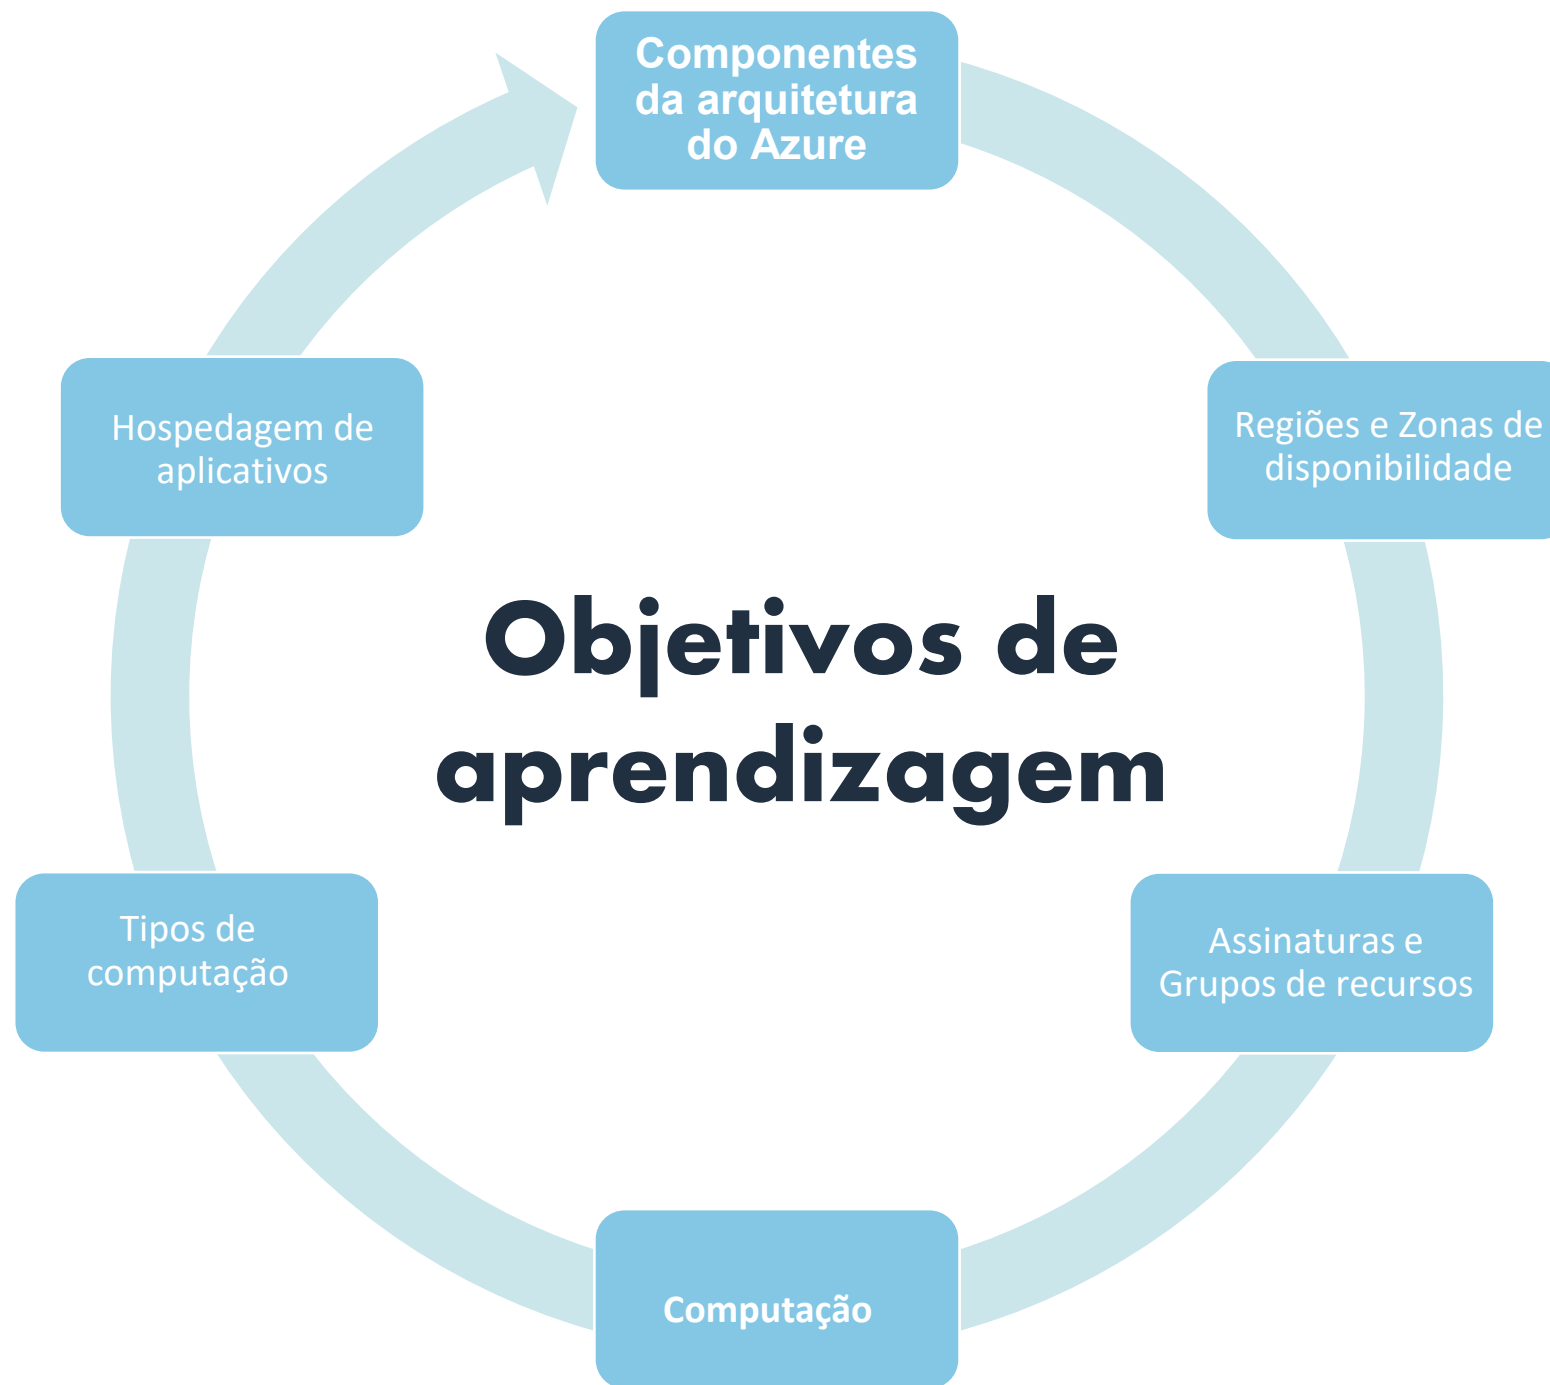 Componentes
da arquitetura
do Azure
Regiões e Zonas de
disponibilidade
Assinaturas e
Grupos de recursos
Computação
Tipos de
computação
Hospedagem de
aplicativos
Objetivos de
aprendizagem